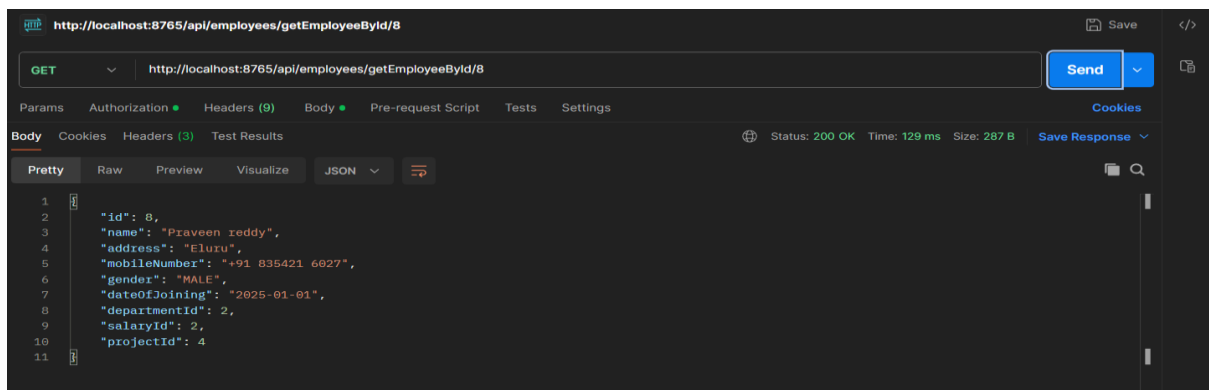 HTTP http://localhost:8765/api/employees/getEmployeeById/8 Save </>
GET http://localhost:8765/api/employees/getEmployeeById/8 Send
Params Authorization Headers (9) Body Pre-request Script Tests Settings Cookies
Body Cookies Headers (3) Test Results Status: 200 OK Time: 129 ms Size: 287 B Save Response
Pretty Raw Preview Visualize JSON
1 {
2 "id": 8,
3 "name": "Praveen reddy",
4 "address": "Eluru",
5 "mobileNumber": "+91 835421 6027",
6 "gender": "MALE",
7 "dateOfJoining": "2025-01-01",
8 "departmentId": 2,
9 "salaryId": 2,
10 "projectId": 4
11 }